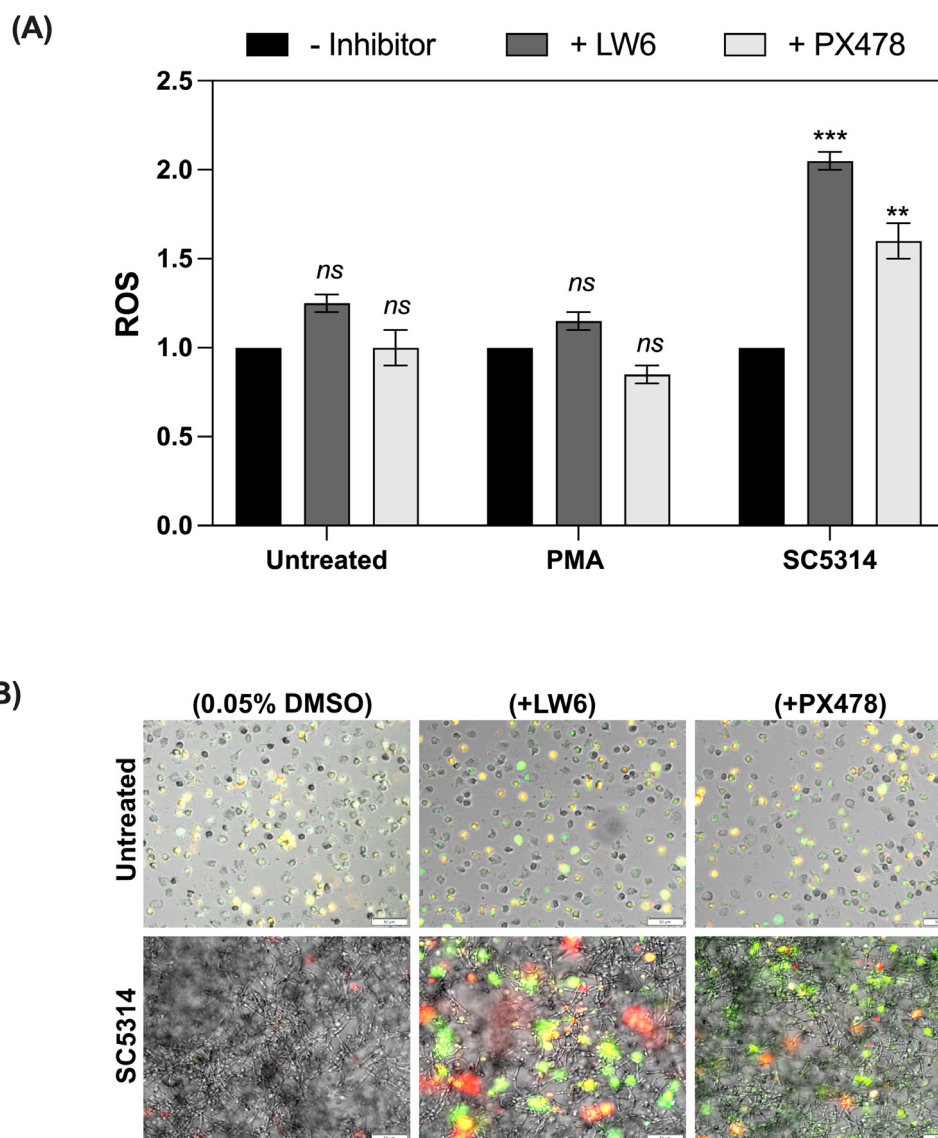 (A)
- Inhibitor + LW6 + PX478
2.5
2.0
1.5
1.0
0.5
0.0
ROS
ns ns ns ns *** **
Untreated PMA SC5314
B)
(0.05% DMSO) (+LW6) (+PX478)
Untreated
SC5314